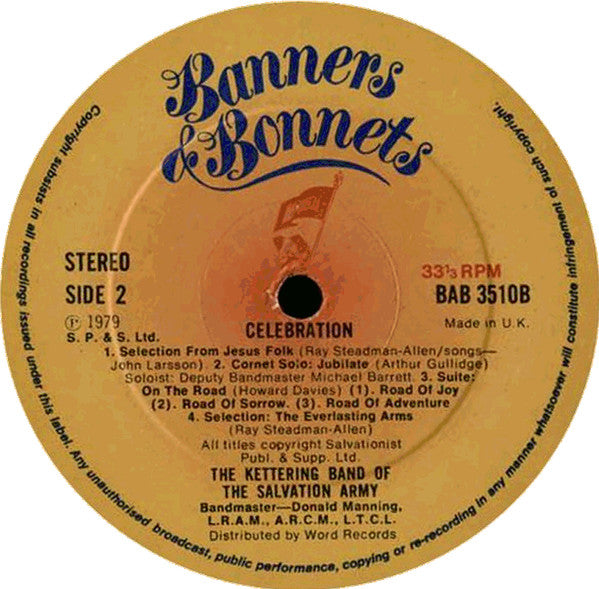 Banners
& Bonnets
STEREO
SIDE 2
℗ 1979
S. P. & S. Ltd.
33⅓ RPM
BAB 3510B
Made in U.K.
CELEBRATION
1. Selection From Jesus Folk (Ray Steadman-Allen/songs—
John Larsson). 2. Cornet Solo: Jubilate (Arthur Gullidge)
Soloist: Deputy Bandmaster Michael Barrett. 3. Suite:
On The Road (Howard Davies) (1). Road Of Joy
(2). Road Of Sorrow. (3). Road Of Adventure
4. Selection: The Everlasting Arms
(Ray Steadman-Allen)
All titles copyright Salvationist
Publ. & Supp. Ltd.
THE KETTERING BAND OF
THE SALVATION ARMY
Bandmaster—Donald Manning,
L.R.A.M., A.R.C.M., L.T.C.L.
Distributed by Word Records
Copyright subsists in all recordings issued under this label. Any unauthorised broadcast, public performance, copying or re-recording in any manner whatsoever will constitute infringement of such Copyright.